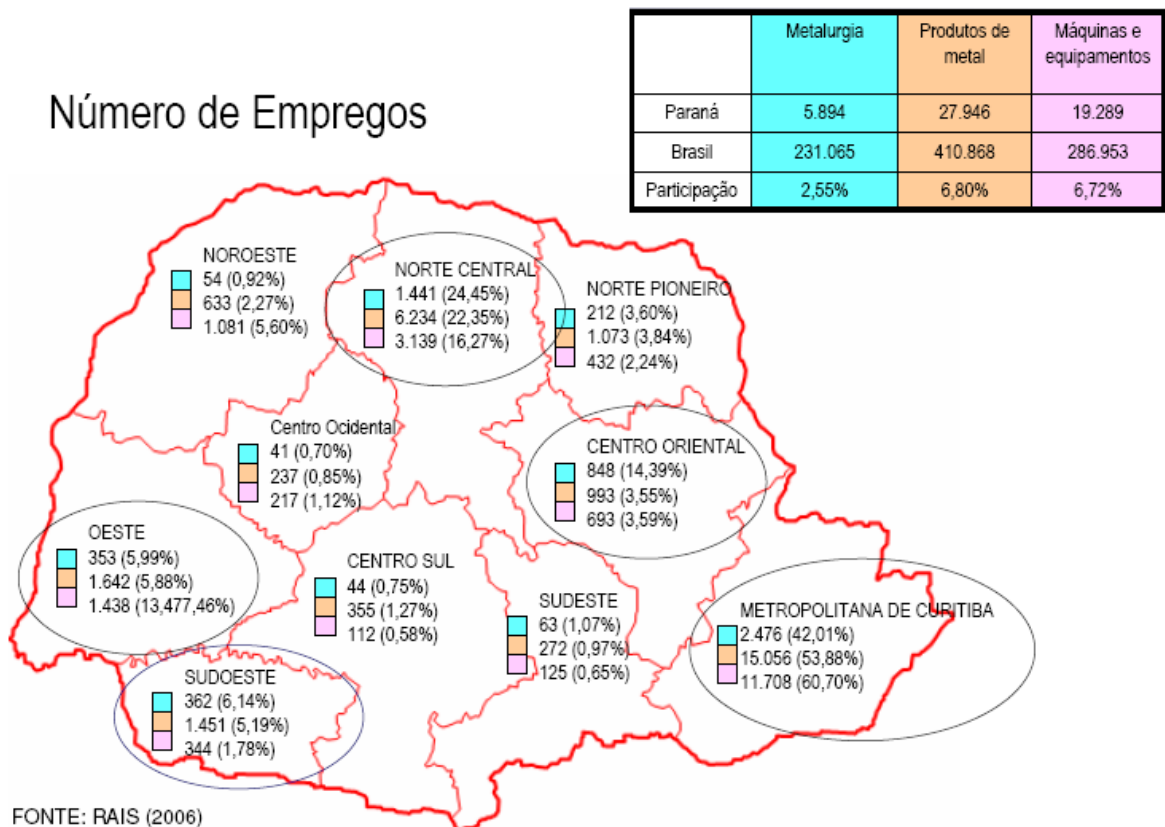 Número de Empregos
Metalurgia
Produtos de
metal
Máquinas e
equipamentos
Paraná
5.894
27.946
19.289
Brasil
231.065
410.868
286.953
Participação
2,55%
6,80%
6,72%
NOROESTE
54 (0,92%)
633 (2,27%)
1.081 (5,60%)
NORTE CENTRAL
1.441 (24,45%)
6.234 (22,35%)
3.139 (16,27%)
NORTE PIONEIRO
212 (3,60%)
1.073 (3,84%)
432 (2,24%)
Centro Ocidental
41 (0,70%)
237 (0,85%)
217 (1,12%)
CENTRO ORIENTAL
848 (14,39%)
993 (3,55%)
693 (3,59%)
OESTE
353 (5,99%)
1.642 (5,88%)
1.438 (13,477,46%)
CENTRO SUL
44 (0,75%)
355 (1,27%)
112 (0,58%)
SUDESTE
63 (1,07%)
272 (0,97%)
125 (0,65%)
METROPOLITANA DE CURITIBA
2.476 (42,01%)
15.056 (53,88%)
11.708 (60,70%)
SUDOESTE
362 (6,14%)
1.451 (5,19%)
344 (1,78%)
FONTE: RAIS (2006)